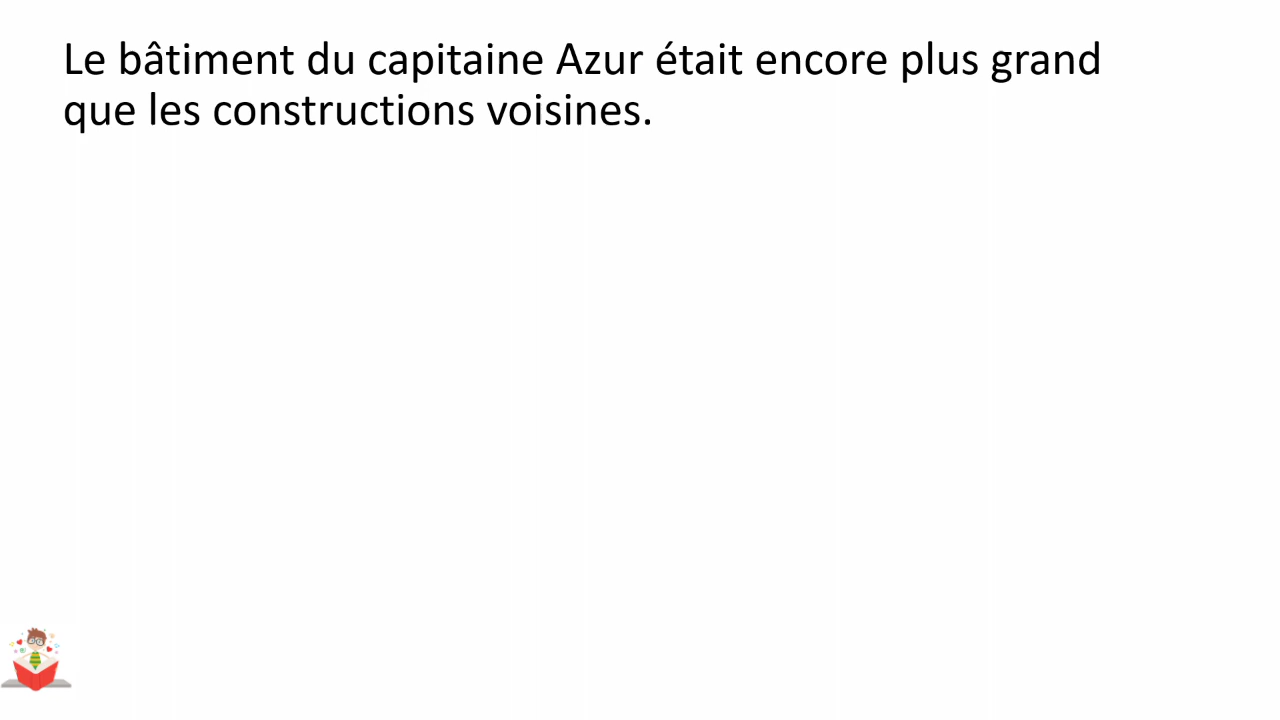 Le bâtiment du capitaine Azur était encore plus grand
que les constructions voisines.